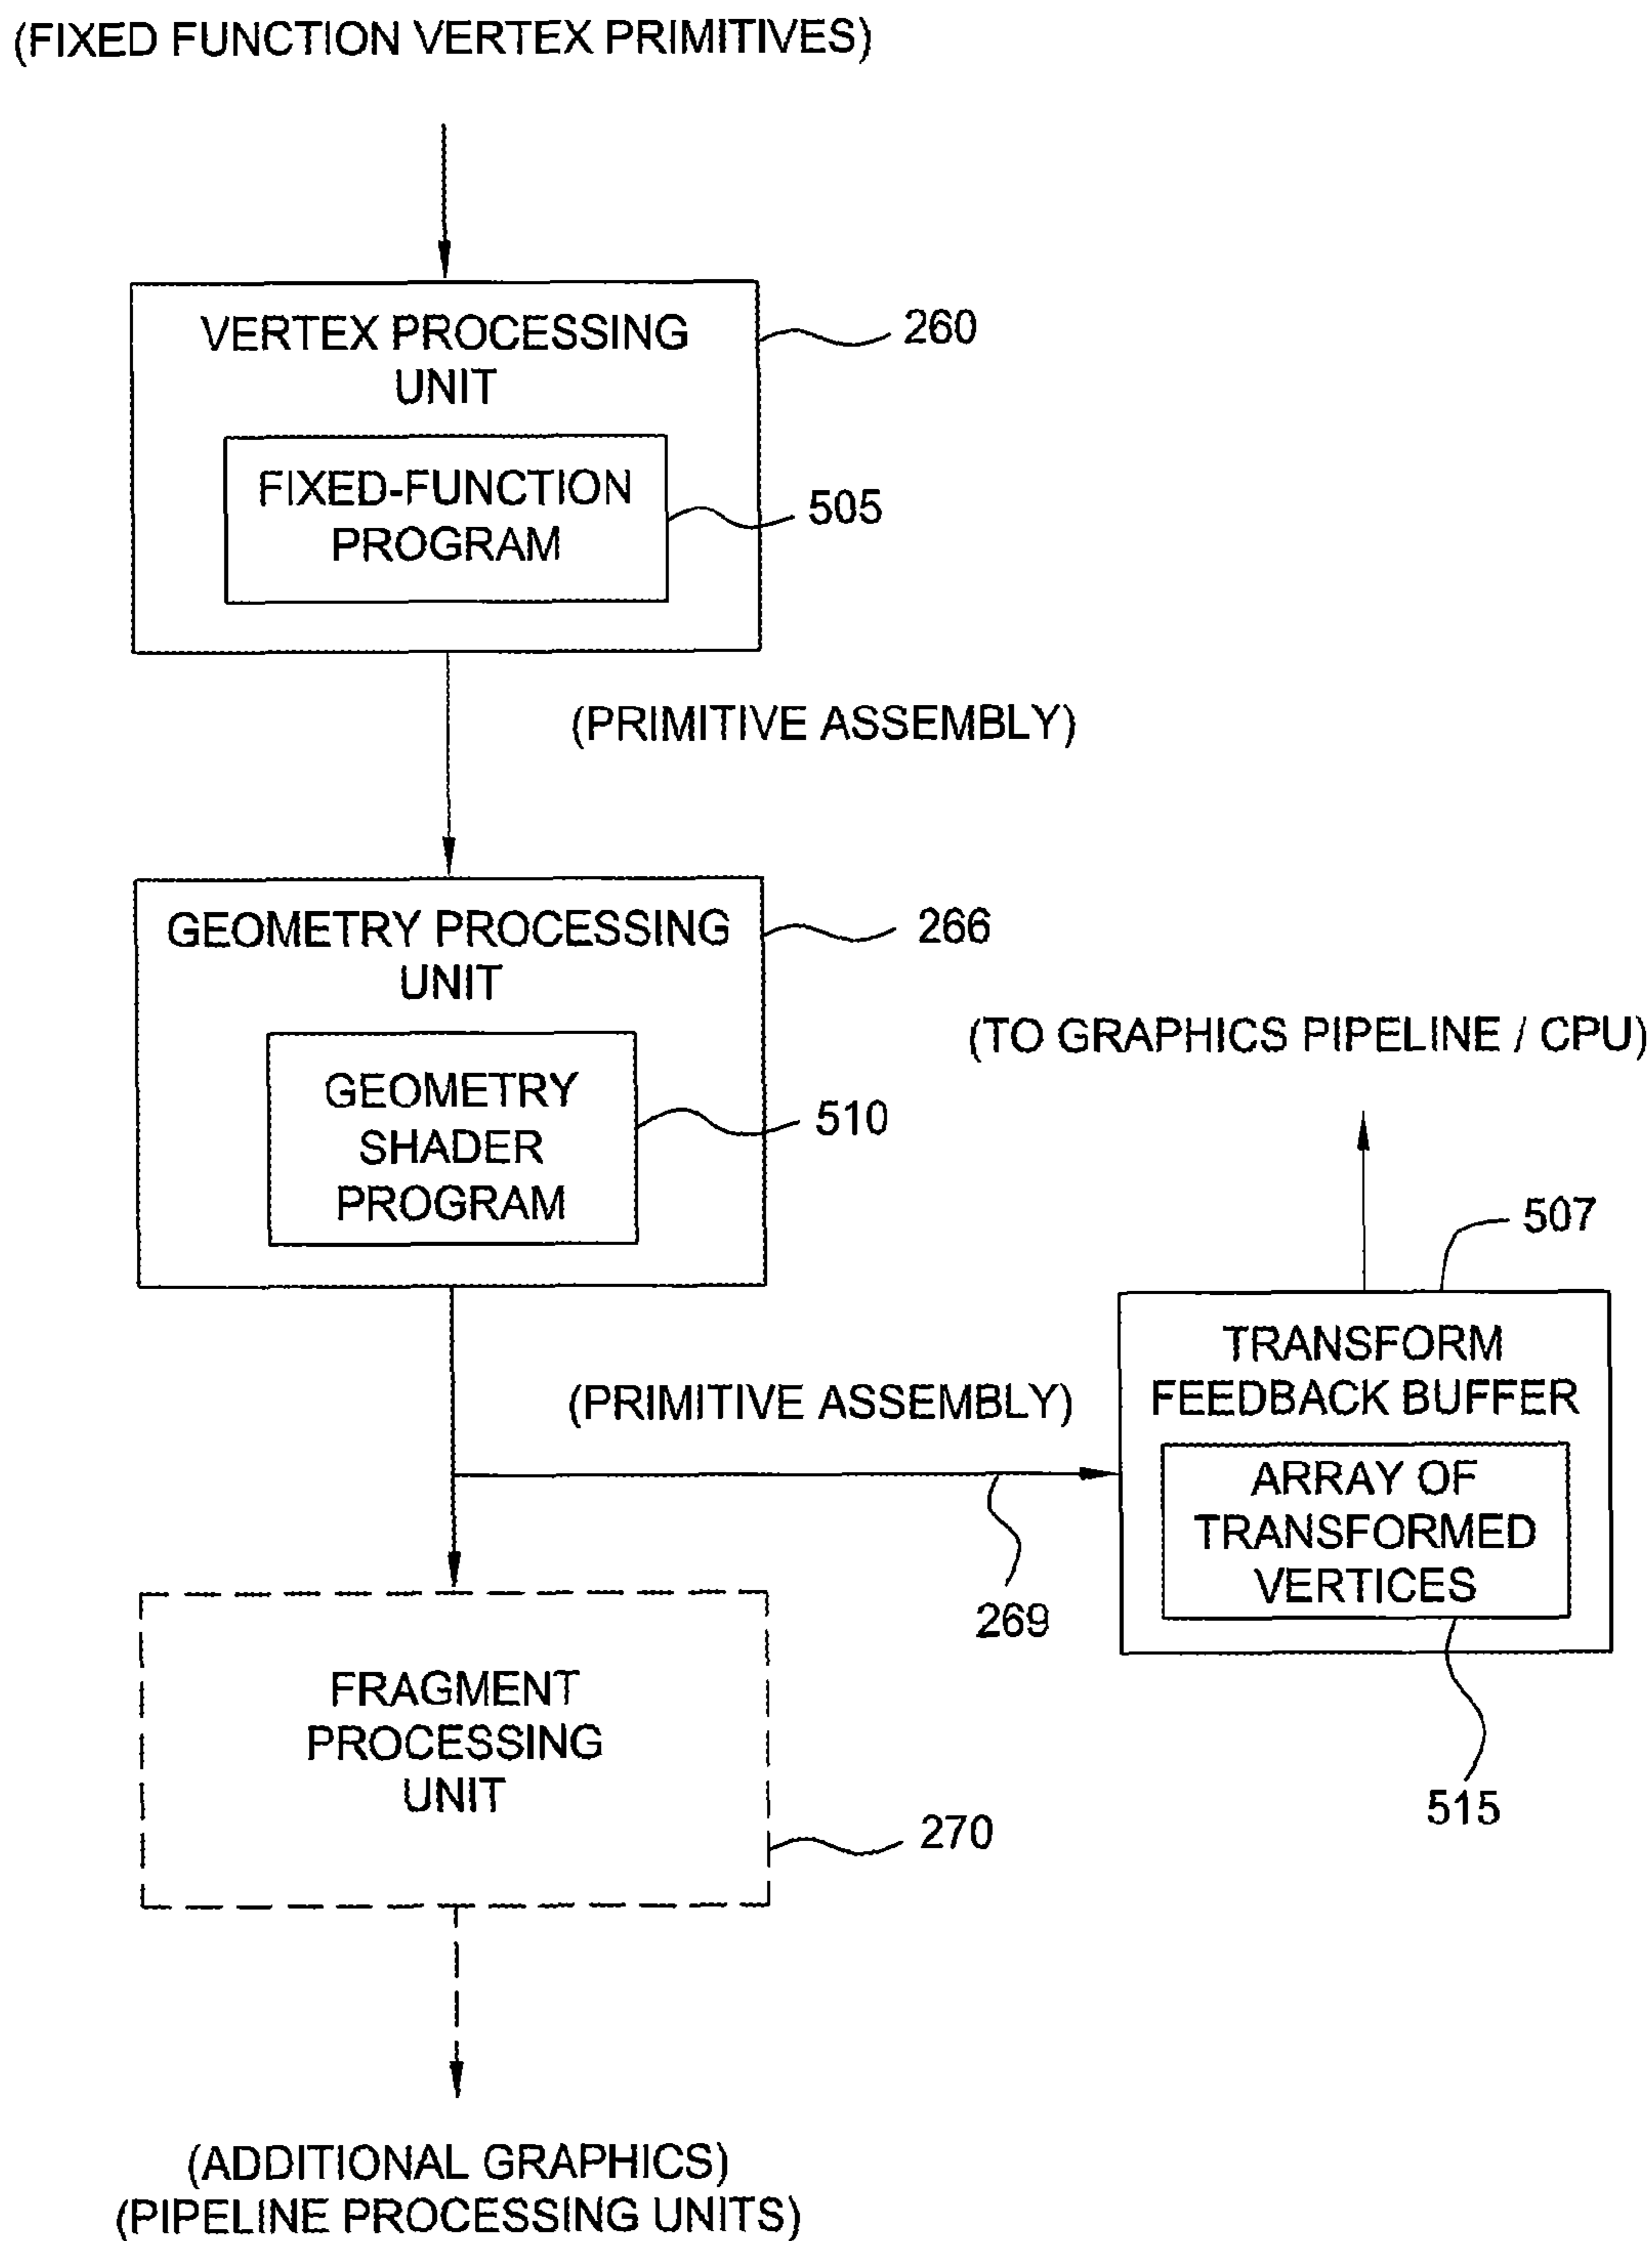 (FIXED FUNCTION VERTEX PRIMITIVES)
VERTEX PROCESSING
UNIT
260
FIXED-FUNCTION
PROGRAM
505
(PRIMITIVE ASSEMBLY)
GEOMETRY PROCESSING
UNIT
266
GEOMETRY
SHADER
PROGRAM
510
(TO GRAPHICS PIPELINE / CPU)
507
TRANSFORM
FEEDBACK BUFFER
(PRIMITIVE ASSEMBLY)
ARRAY OF
TRANSFORMED
VERTICES
269
515
FRAGMENT
PROCESSING
UNIT
270
(ADDITIONAL GRAPHICS)
(PIPELINE PROCESSING UNITS)